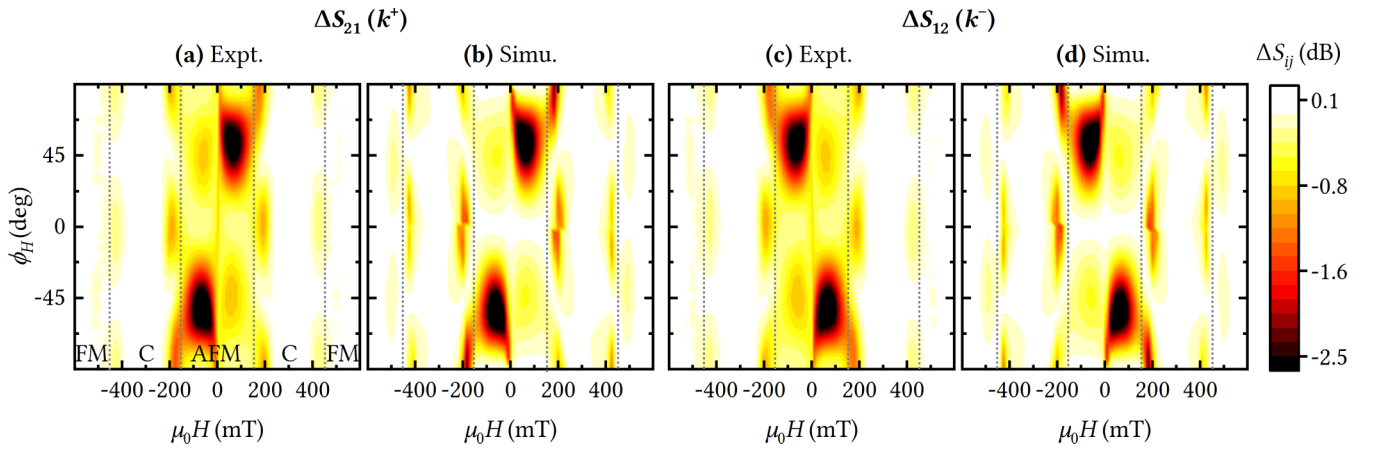 ΔS₂₁ (k⁺) ΔS₁₂ (k⁻)
(a) Expt. (b) Simu. (c) Expt. (d) Simu. ΔSᵢⱼ (dB)
0.1
45
-0.8
0
ϕ_H (deg)
-1.6
-45
FM C AFM C FM
-2.5
-400 -200 0 200 400 -400 -200 0 200 400 -400 -200 0 200 400 -400 -200 0 200 400
μ₀H (mT) μ₀H (mT) μ₀H (mT) μ₀H (mT)